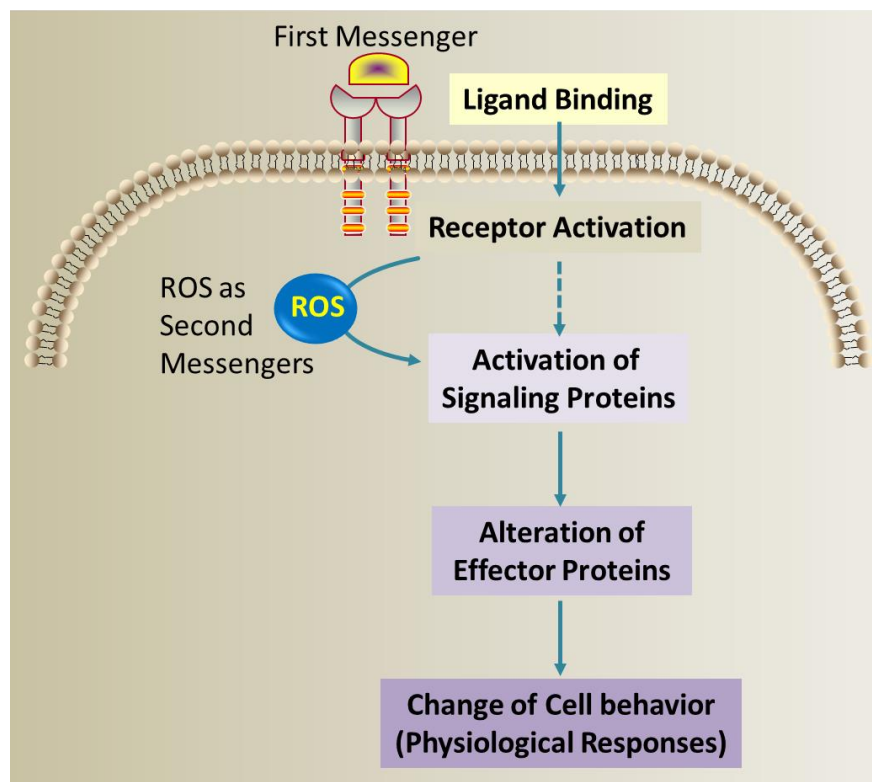 First Messenger
Ligand Binding
Receptor Activation
ROS as
Second
Messengers
ROS
Activation of
Signaling Proteins
Alteration of
Effector Proteins
Change of Cell behavior
(Physiological Responses)